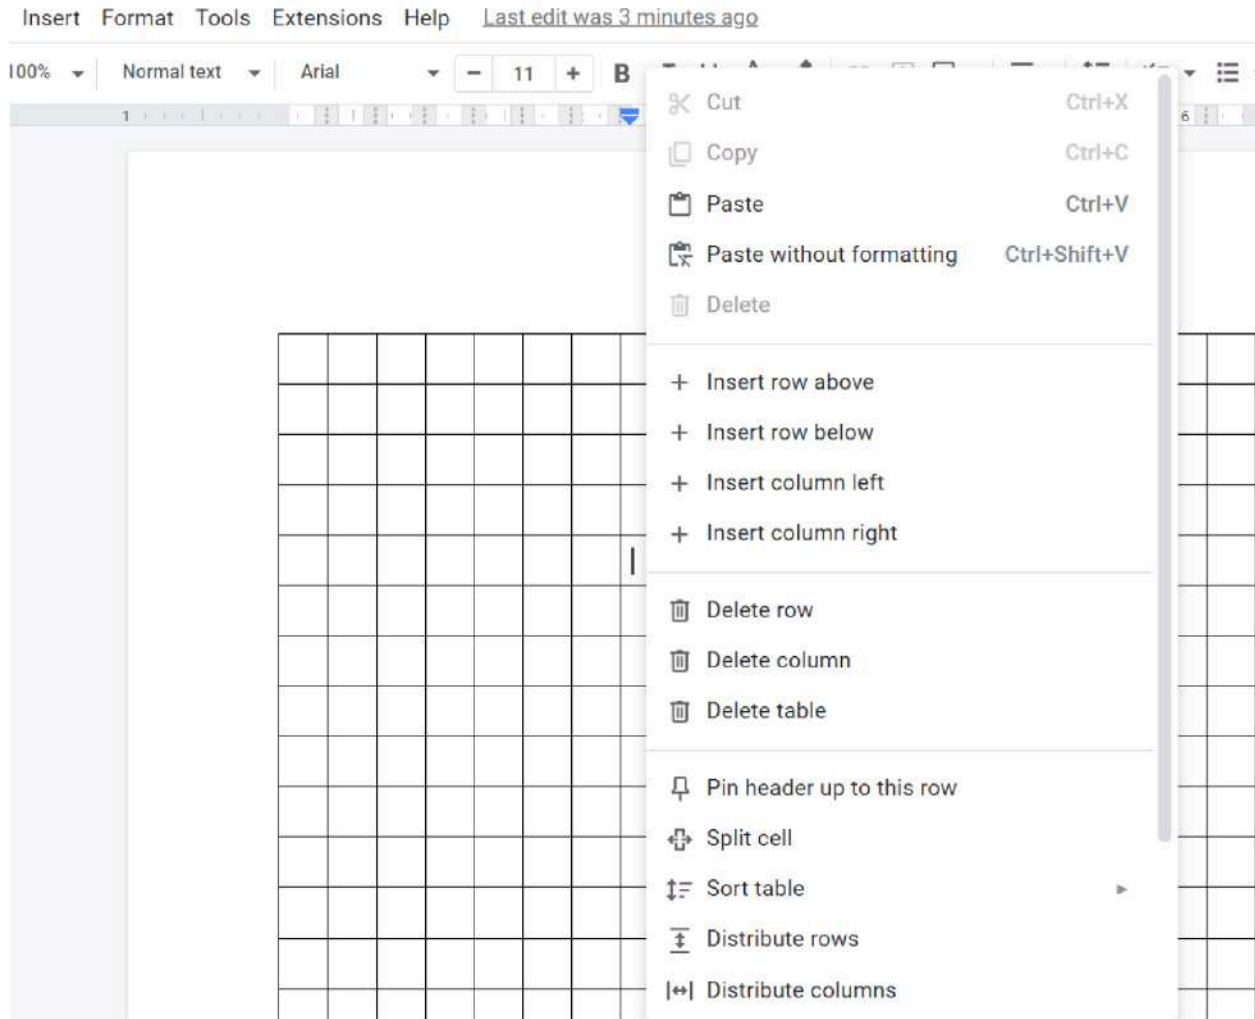 Insert Format Tools Extensions Help Last edit was 3 minutes ago
100% Normal text Arial 11 B
1 6
Cut Ctrl+X
Copy Ctrl+C
Paste Ctrl+V
Paste without formatting Ctrl+Shift+V
Delete
Insert row above
Insert row below
Insert column left
Insert column right
Delete row
Delete column
Delete table
Pin header up to this row
Split cell
Sort table
Distribute rows
Distribute columns